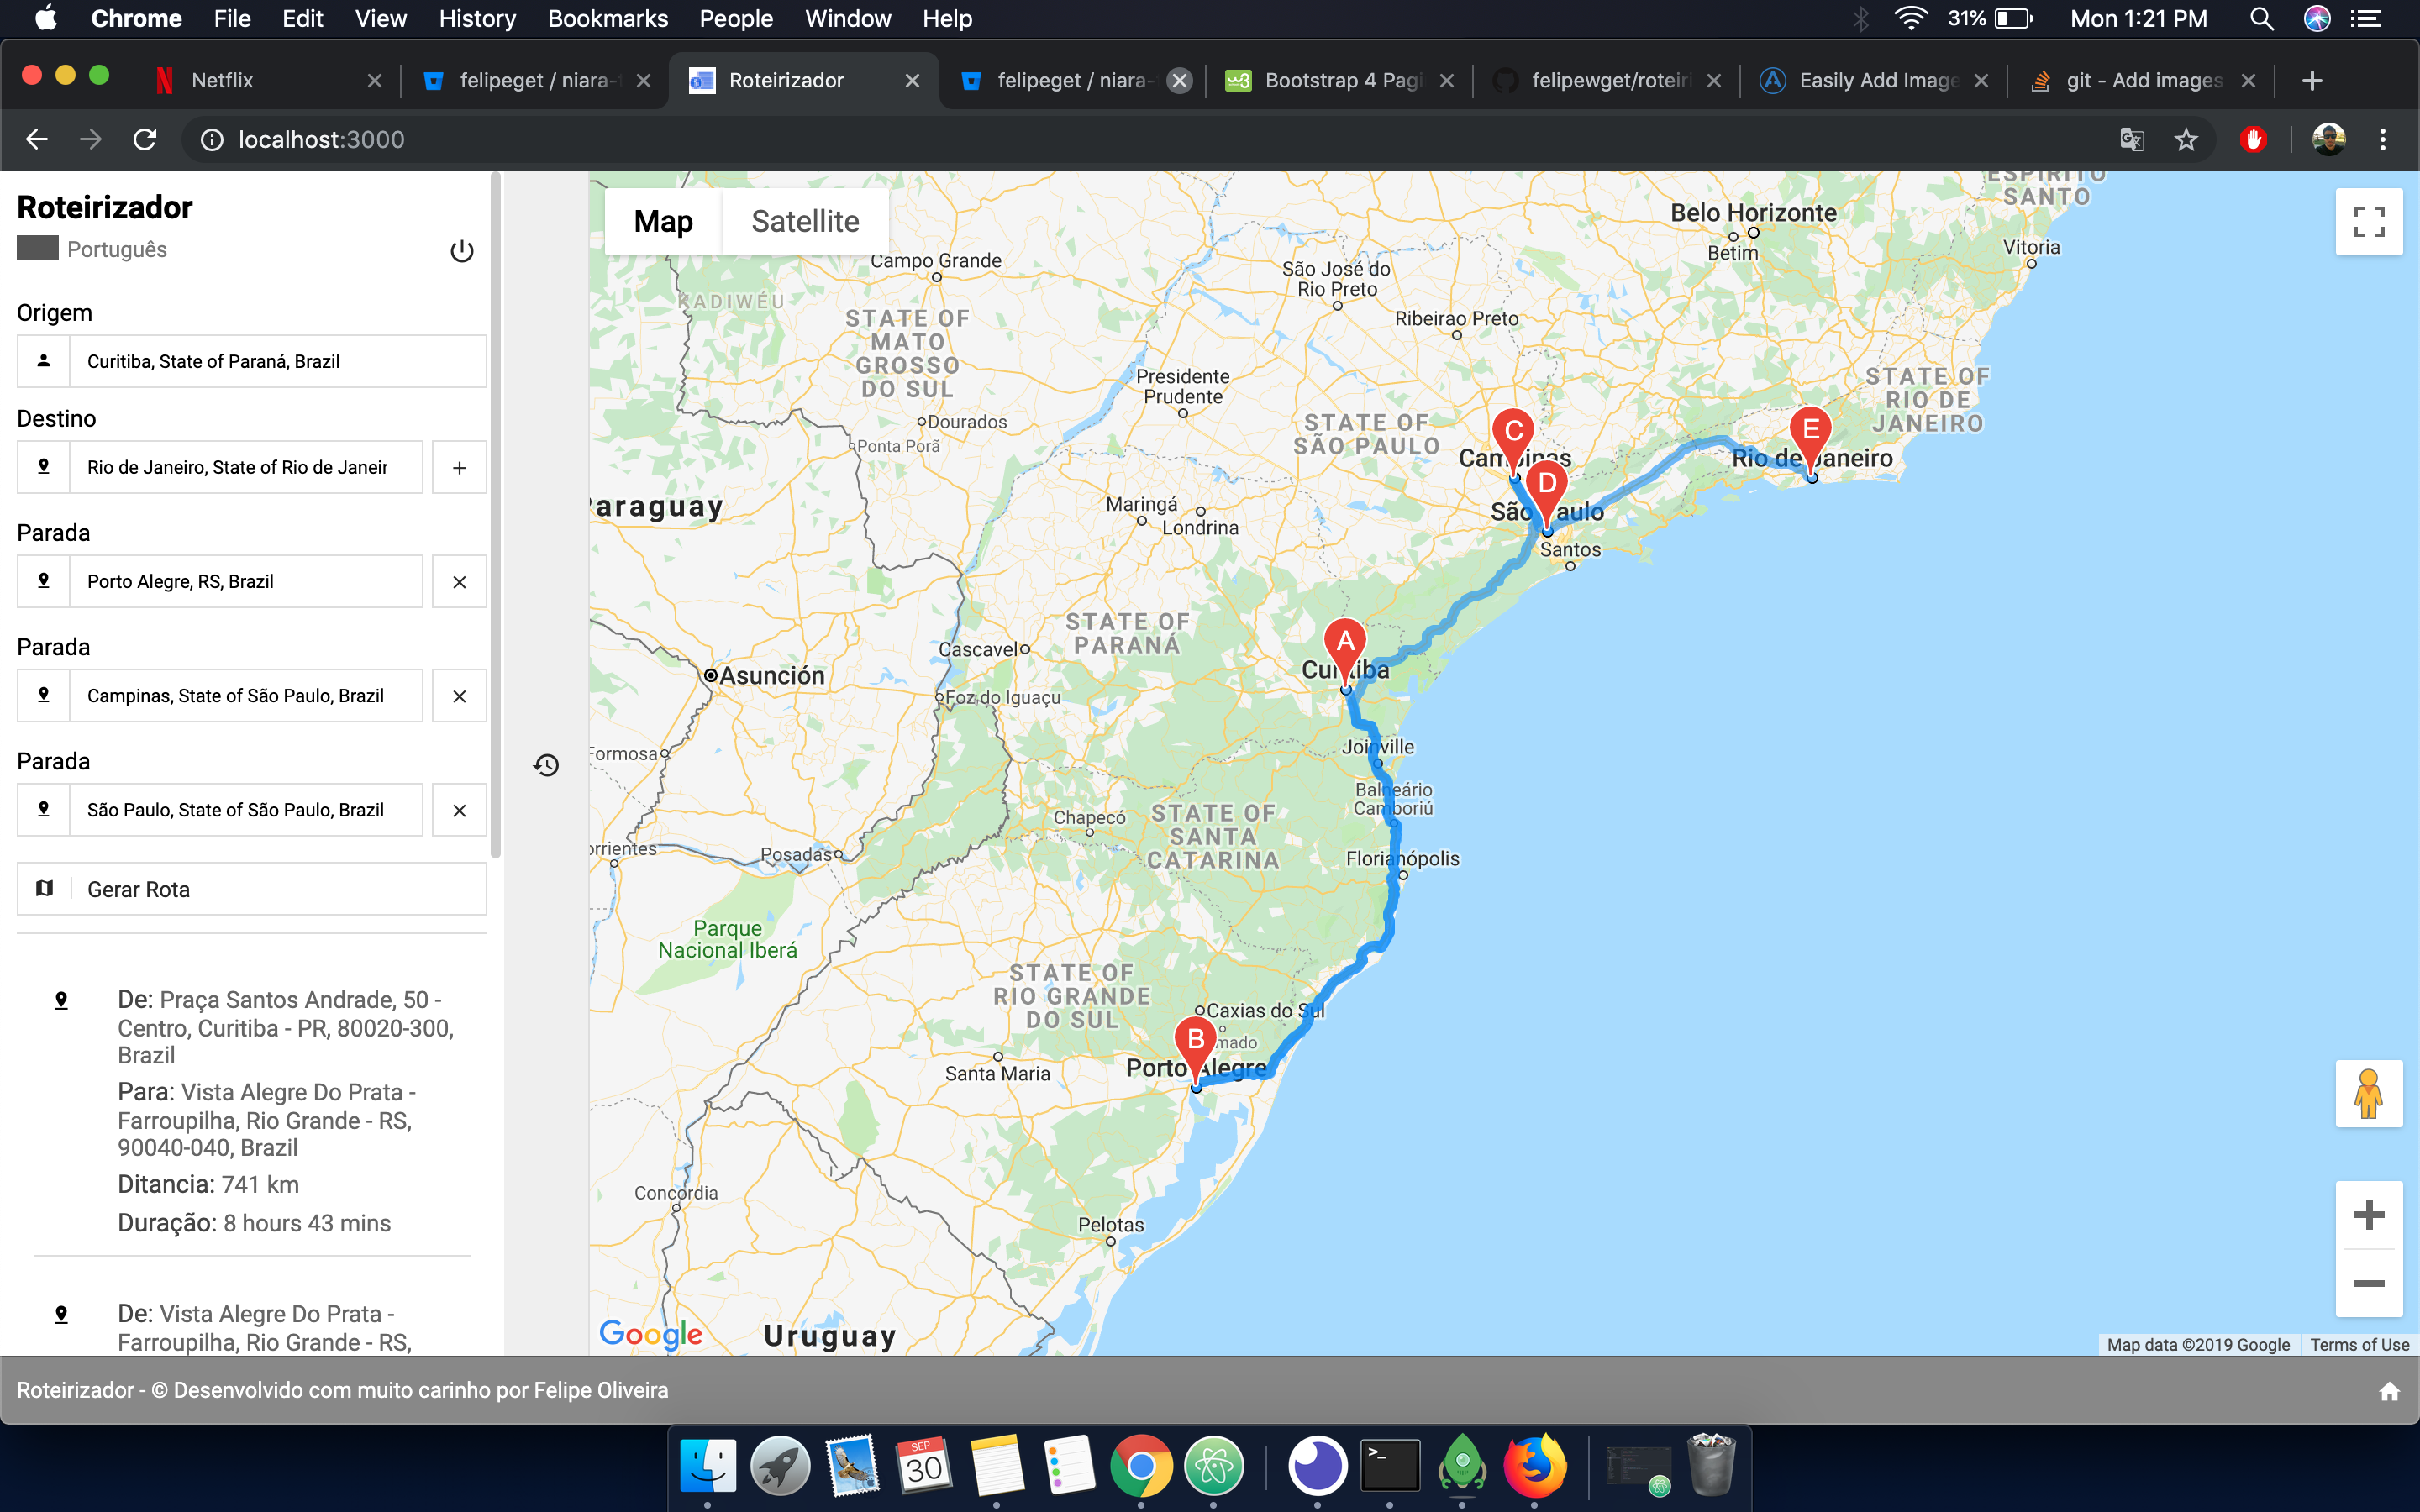 Chrome File Edit View History Bookmarks People Window Help
31% Mon 1:21 PM
Netflix
felipeget / niara-
Roteirizador
felipeget / niara-
Bootstrap 4 Pagi
felipewget/roteiri
Easily Add Image
git - Add images
localhost:3000
Roteirizador
Português
Origem
Curitiba, State of Paraná, Brazil
Destino
Rio de Janeiro, State of Rio de Janeir
Parada
Porto Alegre, RS, Brazil
Parada
Campinas, State of São Paulo, Brazil
Parada
São Paulo, State of São Paulo, Brazil
Gerar Rota
De: Praça Santos Andrade, 50 -
Centro, Curitiba - PR, 80020-300,
Brazil
Para: Vista Alegre Do Prata -
Farroupilha, Rio Grande - RS,
90040-040, Brazil
Ditancia: 741 km
Duração: 8 hours 43 mins
De: Vista Alegre Do Prata -
Farroupilha, Rio Grande - RS,
Map Satellite
ESPIRITO
SANTO
Belo Horizonte
Betim
Vitoria
Campo Grande
São José do
Rio Preto
KADIWÉU
STATE OF
MATO
GROSSO
DO SUL
Ribeirao Preto
Presidente
Prudente
STATE OF
RIO DE
JANEIRO
Dourados
Ponta Porã
STATE OF
SÃO PAULO
C
E
Campinas
Rio de Janeiro
D
Paraguay
Maringá
Londrina
São Paulo
Santos
STATE OF
PARANÁ
A
Cascavel
Curitiba
Asunción
Foz do Iguaçu
Formosa
Joinville
Balneário
Camboriú
Chapecó
STATE OF
SANTA
CATARINA
orrientes
Posadas
Florianópolis
Parque
Nacional Iberá
STATE OF
RIO GRANDE
DO SUL
Caxias do Sul
B
mado
Porto Alegre
Santa Maria
Concordia
Pelotas
Google
Uruguay
Map data ©2019 Google Terms of Use
Roteirizador - © Desenvolvido com muito carinho por Felipe Oliveira
SEP
30